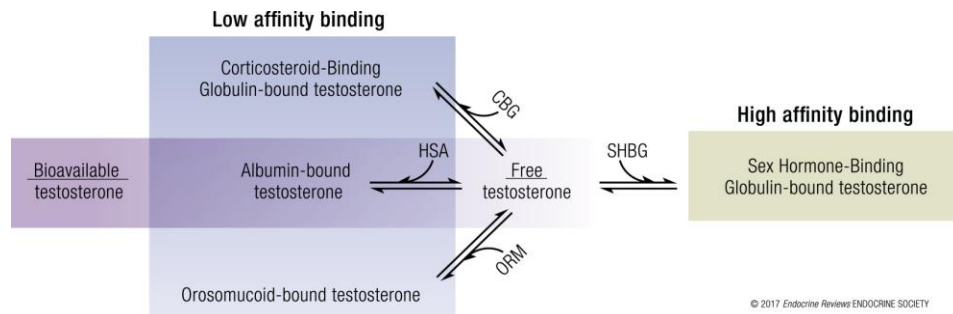 Low affinity binding
Corticosteroid-Binding
Globulin-bound testosterone
CBG
High affinity binding
Bioavailable
testosterone
Albumin-bound
testosterone
HSA
Free
testosterone
SHBG
Sex Hormone-Binding
Globulin-bound testosterone
ORM
Orosomucoid-bound testosterone
© 2017 Endocrine Reviews ENDOCRINE SOCIETY